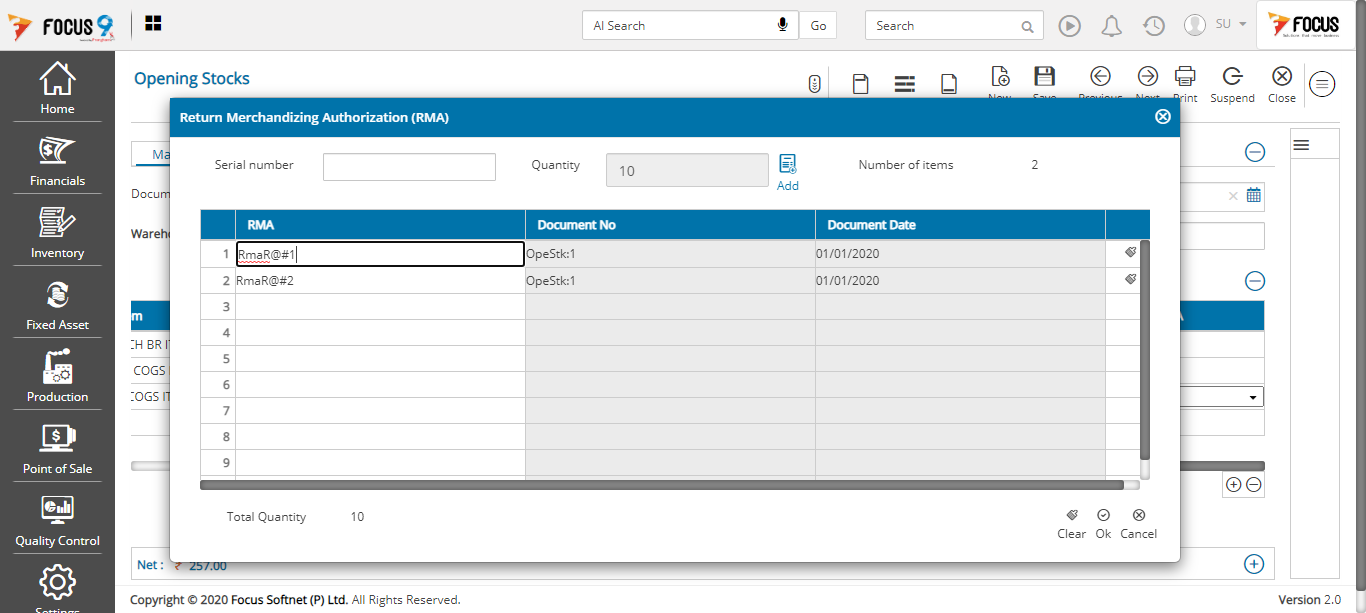 FOCUS 9
AI Search
Go
Search
SU
FOCUS
Home
Financials
Inventory
Fixed Asset
Production
Point of Sale
Quality Control
Settings
Opening Stocks
New
Save
Previous
Next
Print
Suspend
Close
Ma
Docum
Wareho
m
CH BR IT
COGS
COGS IT
Return Merchandizing Authorization (RMA)
Serial number
Quantity 10
Add
Number of items 2
RMA Document No Document Date
1 RmaR@#1 OpeStk:1 01/01/2020
2 RmaR@#2 OpeStk:1 01/01/2020
3
4
5
6
7
8
9
Total Quantity 10
Clear Ok Cancel
Net : ₹ 257.00
Copyright © 2020 Focus Softnet (P) Ltd. All Rights Reserved.
Version 2.0